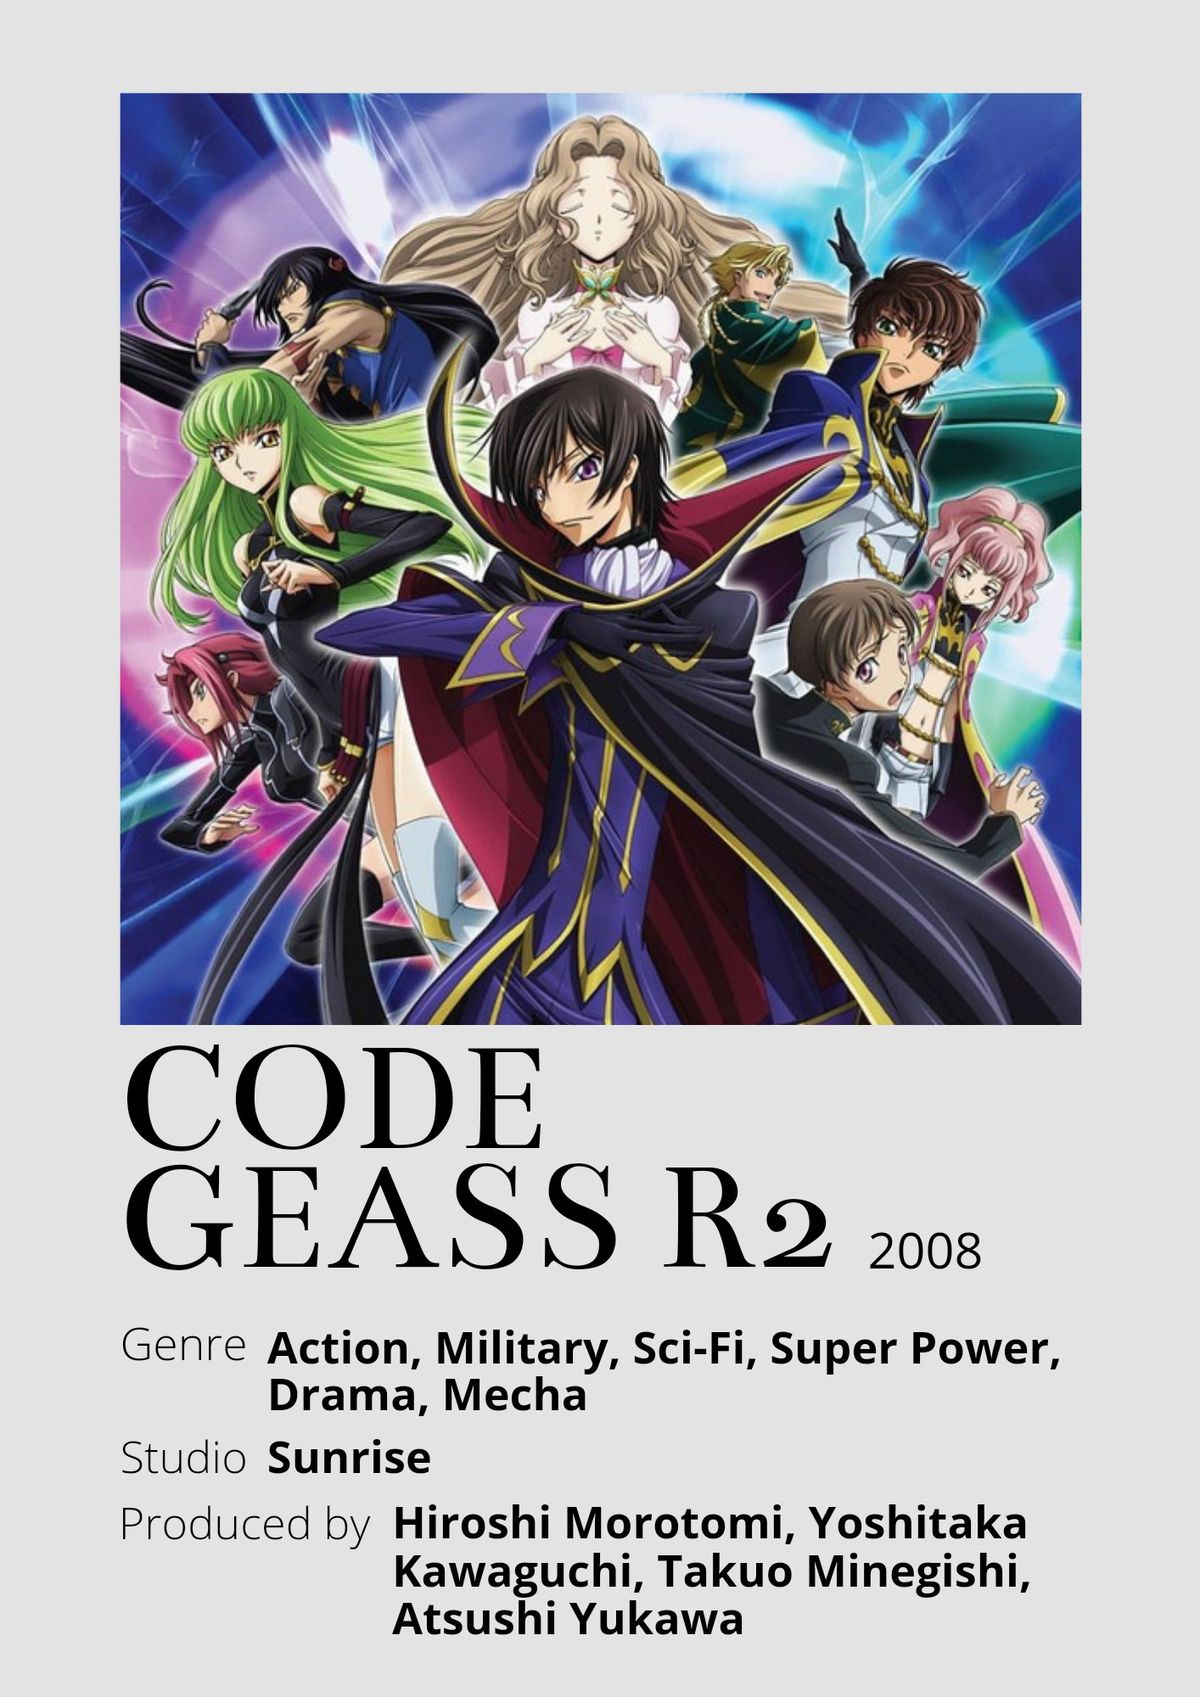 CODE
GEASS R2 2008
Genre Action, Military, Sci-Fi, Super Power,
Drama, Mecha
Studio Sunrise
Produced by Hiroshi Morotomi, Yoshitaka
Kawaguchi, Takuo Minegishi,
Atsushi Yukawa